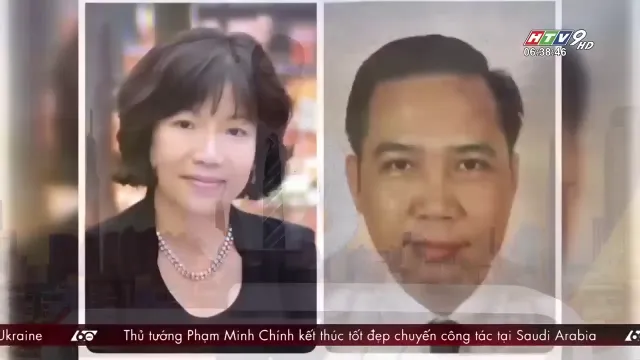 HTV9 HD
06:38:46
Ukraine 60 Thủ tướng Phạm Minh Chính kết thúc tốt đẹp chuyến công tác tại Saudi Arabia